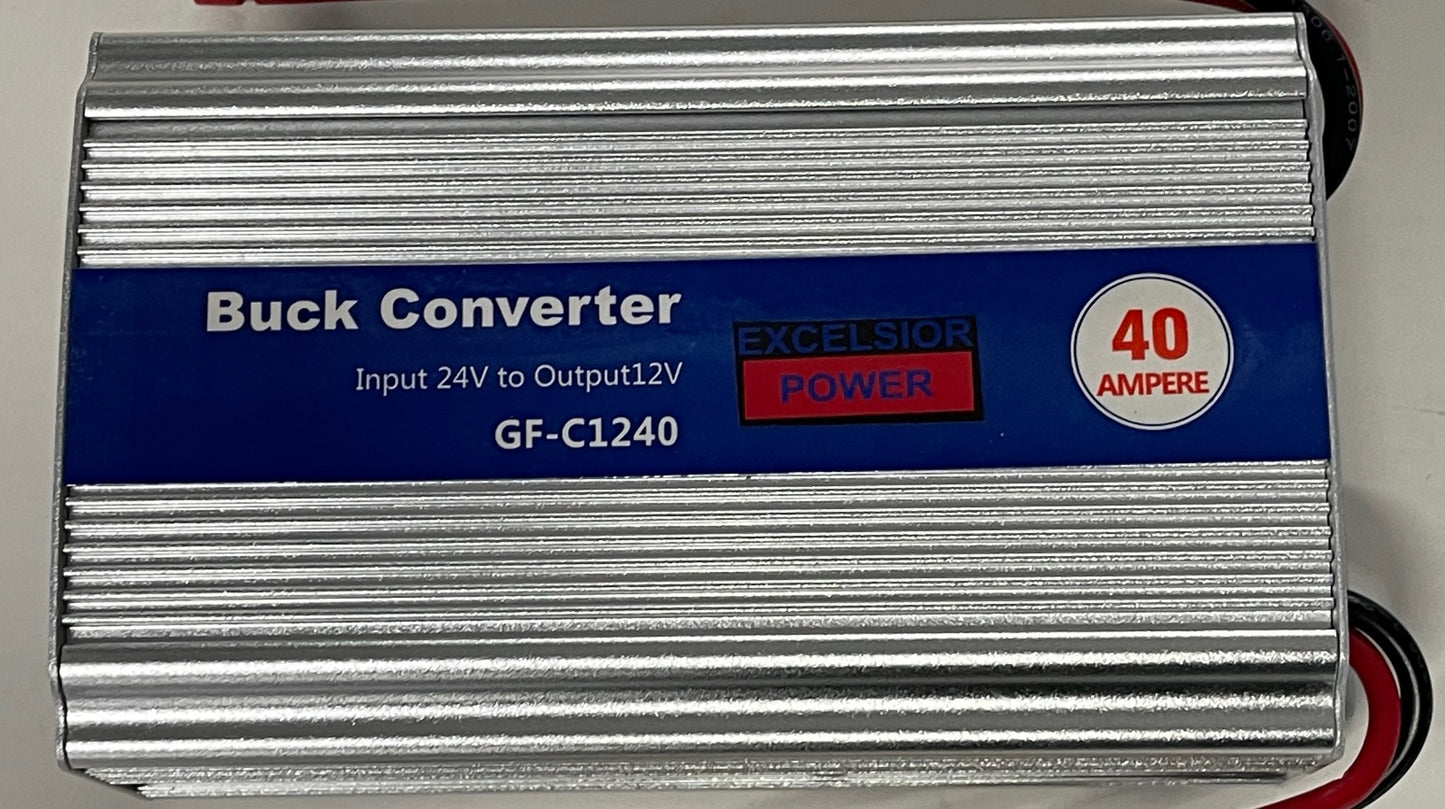 Buck Converter
Input 24V to Output12V
GF-C1240
EXCELSIOR
POWER
40
AMPERE